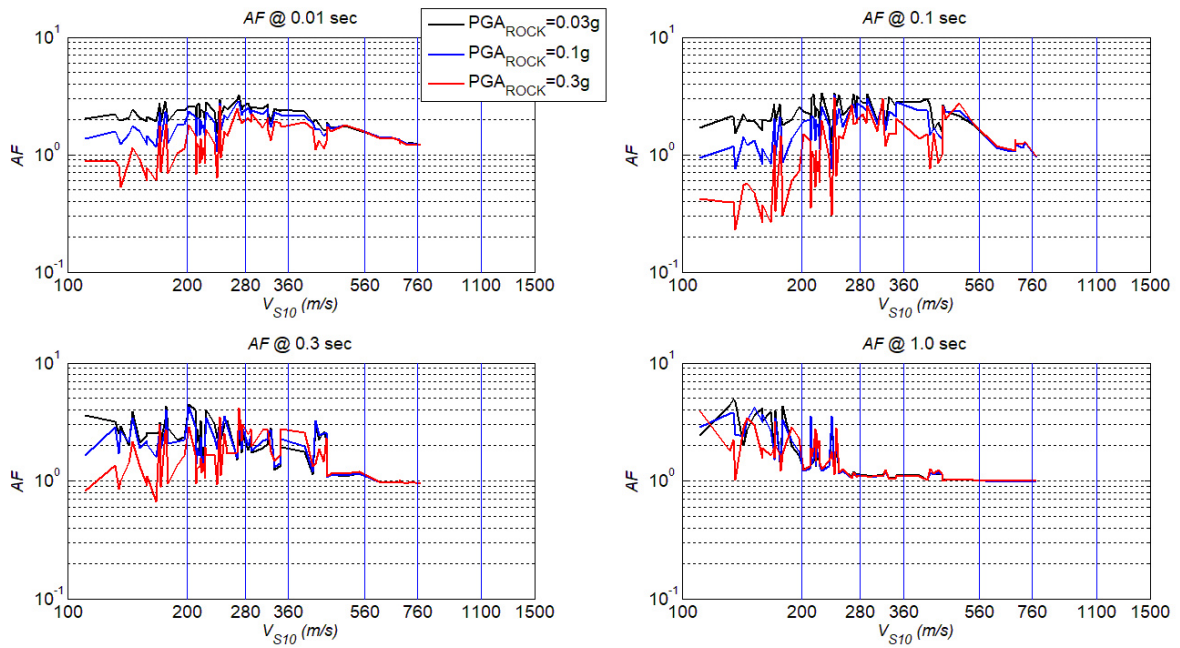 AF @ 0.01 sec
PGA_ROCK=0.03g
PGA_ROCK=0.1g
PGA_ROCK=0.3g
10^1
10^0
10^-1
AF
100 200 280 360 560 760 1100 1500
V_S10 (m/s)
AF @ 0.1 sec
10^1
10^0
10^-1
AF
100 200 280 360 560 760 1100 1500
V_S10 (m/s)
AF @ 0.3 sec
10^1
10^0
10^-1
AF
100 200 280 360 560 760 1100 1500
V_S10 (m/s)
AF @ 1.0 sec
10^1
10^0
10^-1
AF
100 200 280 360 560 760 1100 1500
V_S10 (m/s)